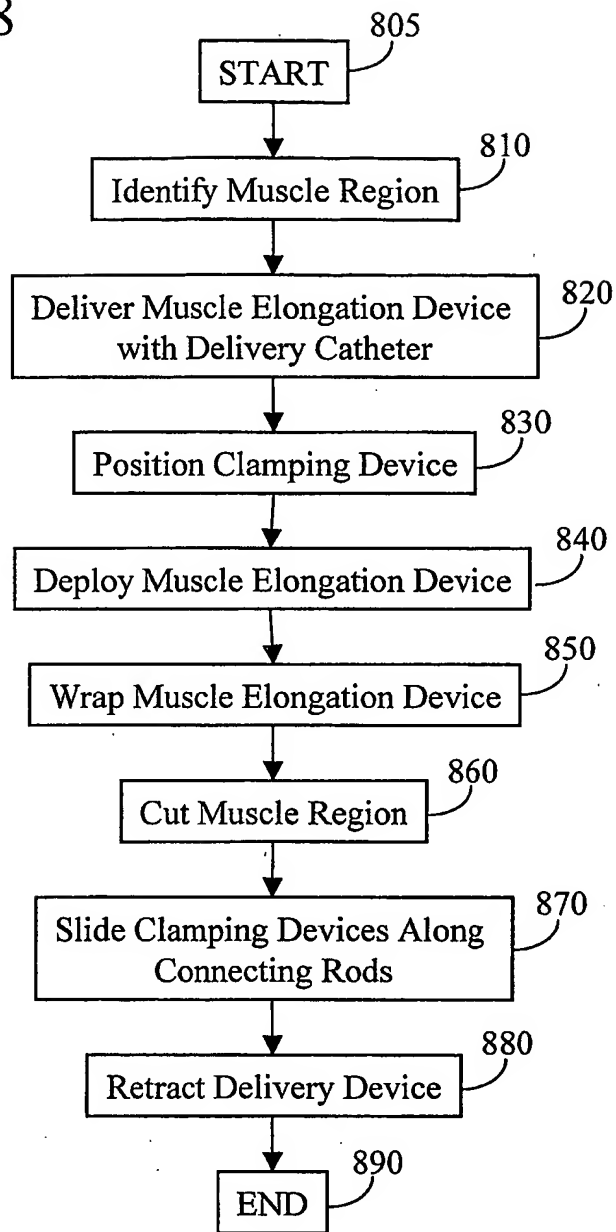 8
805
START
810
Identify Muscle Region
820
Deliver Muscle Elongation Device
with Delivery Catheter
830
Position Clamping Device
840
Deploy Muscle Elongation Device
850
Wrap Muscle Elongation Device
860
Cut Muscle Region
870
Slide Clamping Devices Along
Connecting Rods
880
Retract Delivery Device
890
END